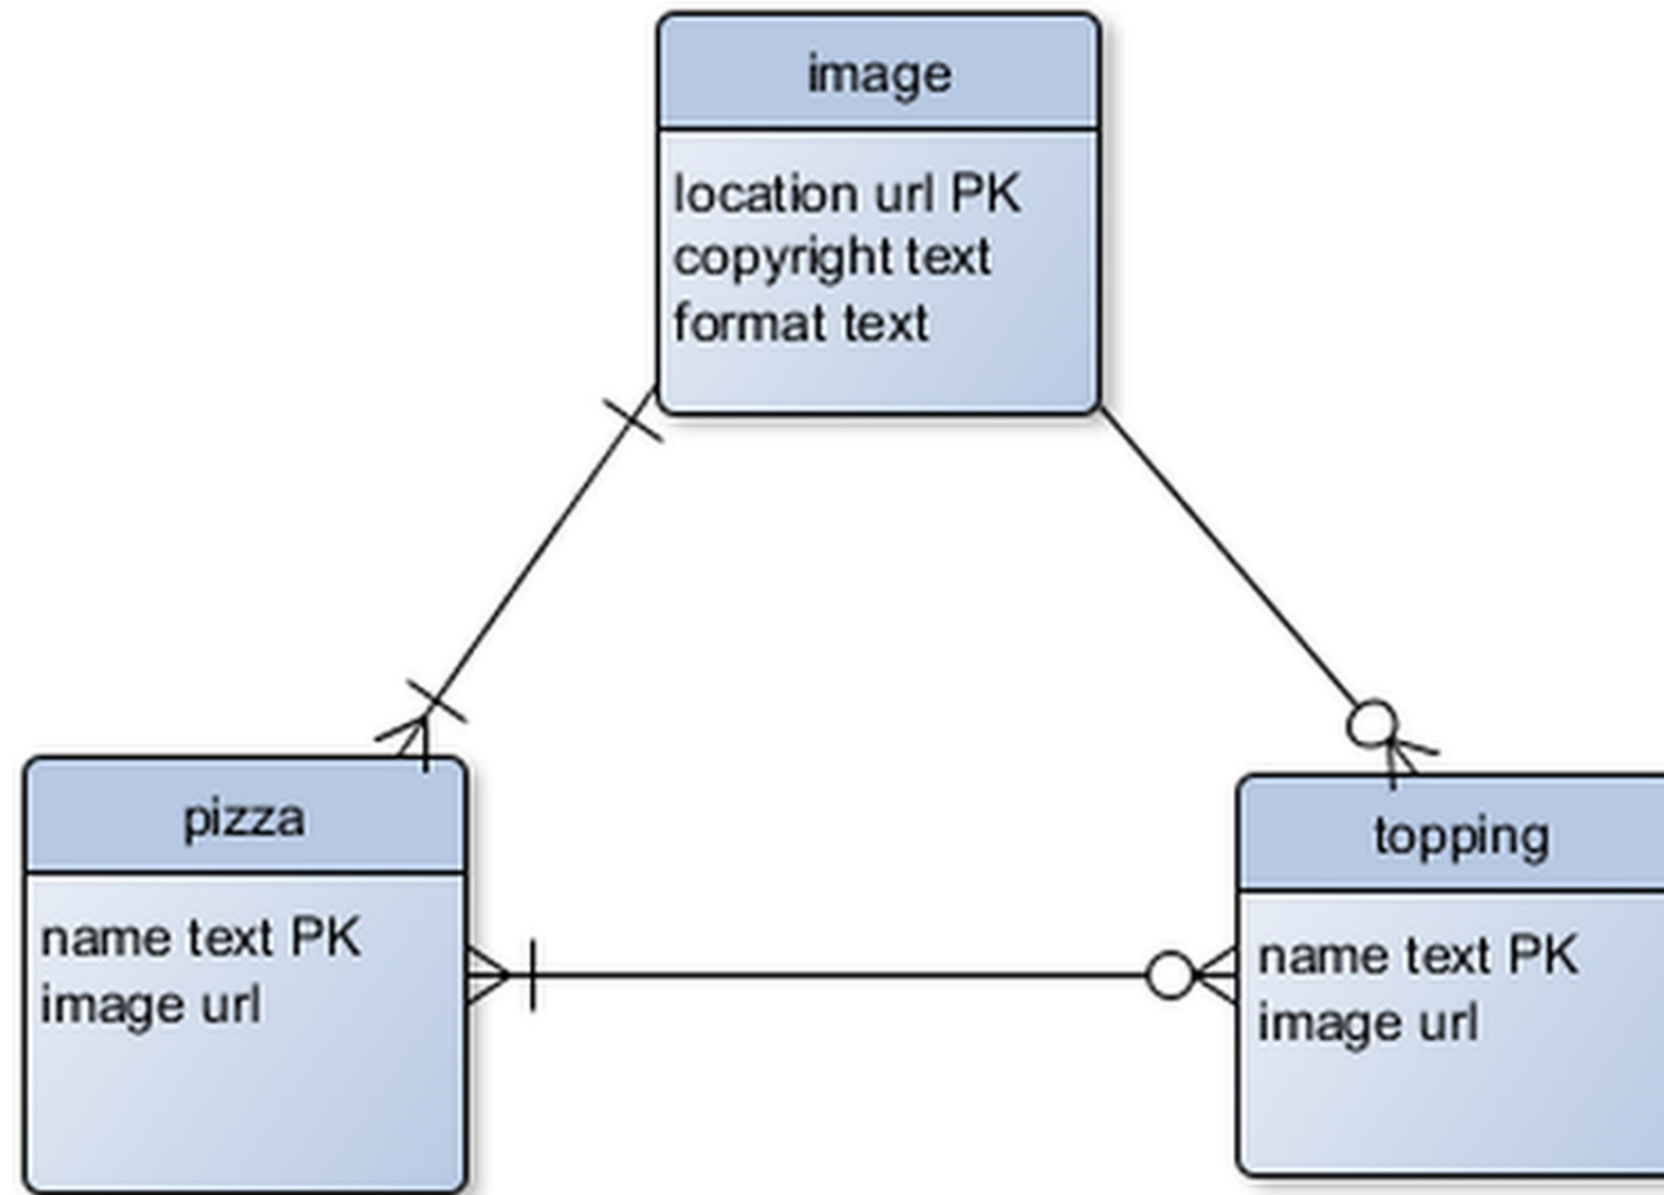 image
location url PK
copyright text
format text
pizza
name text PK
image url
topping
name text PK
image url